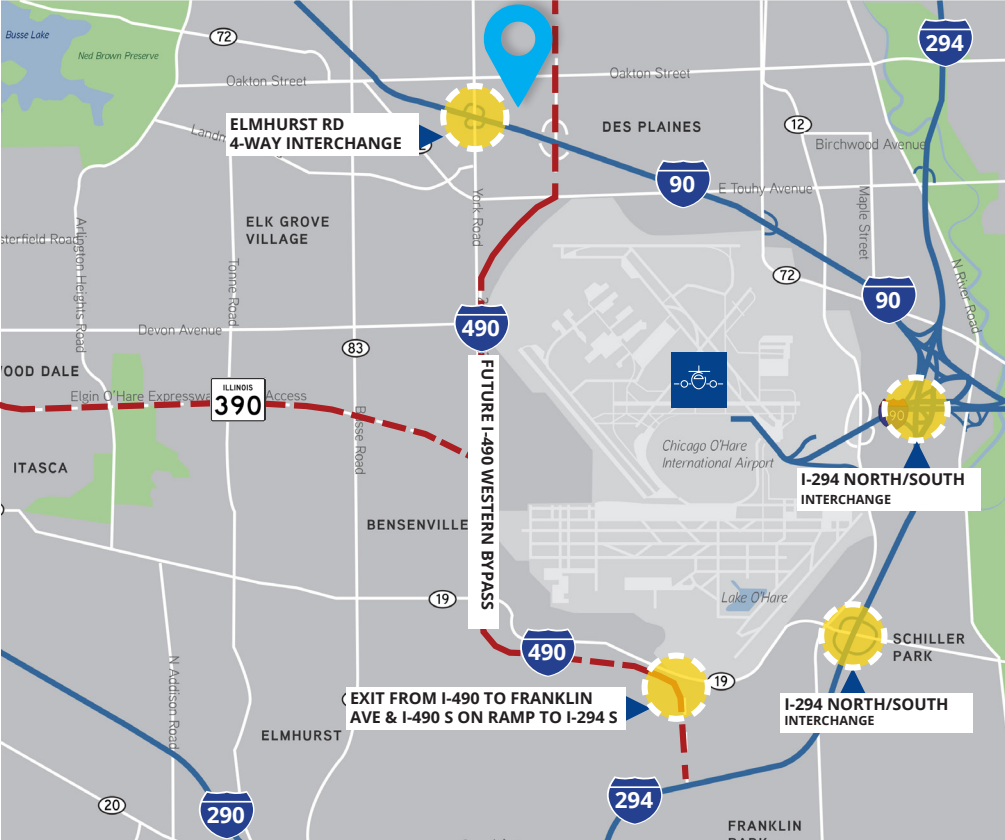 Busse Lake
Ned Brown Preserve
72
294
Oakton Street
Oakton Street
ELMHURST RD
4-WAY INTERCHANGE
DES PLAINES
12
Birchwood Avenue
90
E Touhy Avenue
York Road
Maple Street
ELK GROVE
VILLAGE
Arlington Heights Road
Tonne Road
72
N River Road
90
490
Devon Avenue
83
FUTURE I-490 WESTERN BYPASS
Elgin O'Hare
Access
ILLINOIS
390
Busse Road
90
ITASCA
Chicago O'Hare
International Airport
I-294 NORTH/SOUTH
INTERCHANGE
BENSENVILLE
19
Lake O'Hare
SCHILLER
PARK
490
19
N Addison Road
EXIT FROM I-490 TO FRANKLIN
AVE & I-490 S ON RAMP TO I-294 S
I-294 NORTH/SOUTH
INTERCHANGE
ELMHURST
20
290
294
FRANKLIN